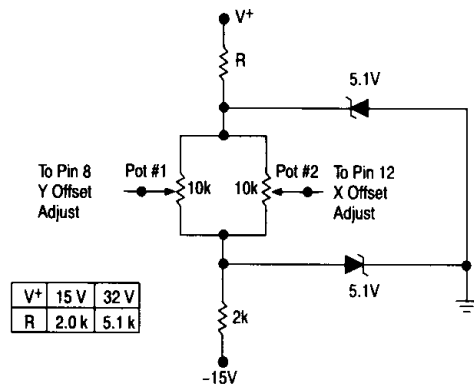 V+
R
5.1V
To Pin 8
Y Offset
Adjust
Pot #1
10k
10k
Pot #2
To Pin 12
X Offset
Adjust
5.1V
V+ 15 V 32 V
R 2.0 k 5.1 k
2k
–15V